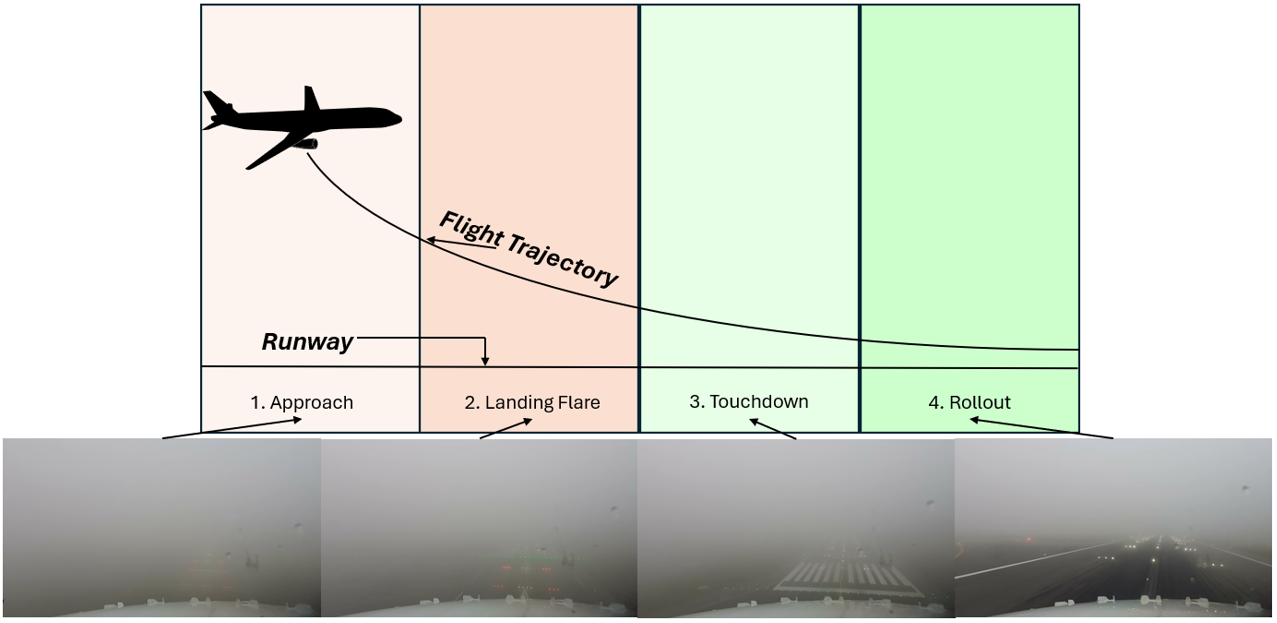 Flight Trajectory
Runway
1. Approach
2. Landing Flare
3. Touchdown
4. Rollout